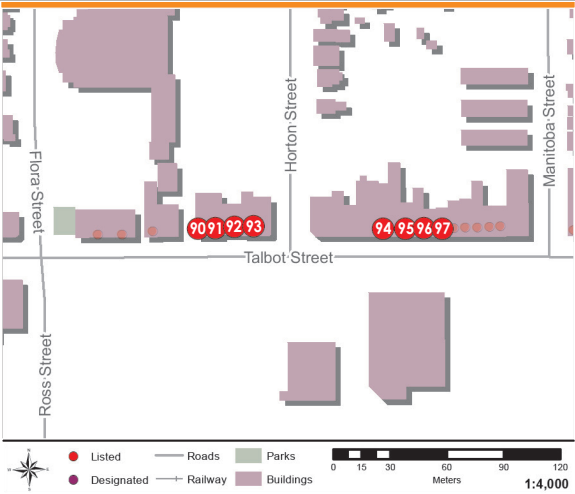 Flora Street
Horton Street
Manitoba Street
90 91 92 93
94 95 96 97
Talbot Street
Ross Street
Listed
Roads
Parks
Designated
Railway
Buildings
0 15 30 60 90 120
Meters
1:4,000